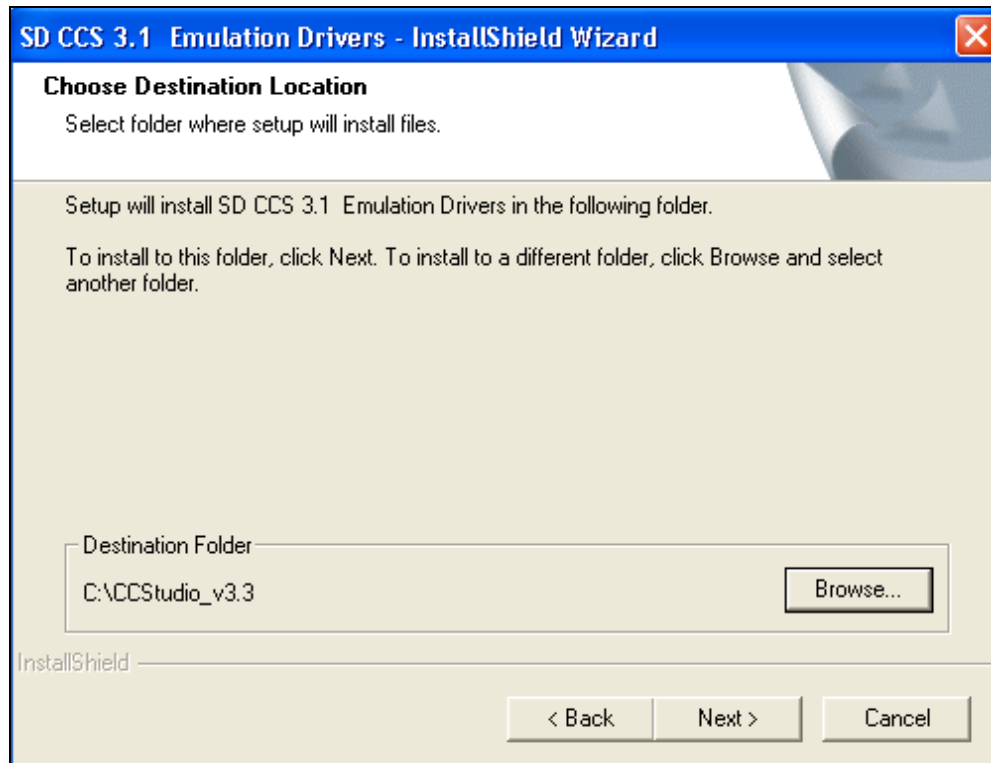 SD CCS 3.1 Emulation Drivers - InstallShield Wizard
Choose Destination Location
Select folder where setup will install files.
Setup will install SD CCS 3.1 Emulation Drivers in the following folder.
To install to this folder, click Next. To install to a different folder, click Browse and select
another folder.
Destination Folder
C:\CCStudio_v3.3
Browse...
InstallShield
< Back
Next >
Cancel